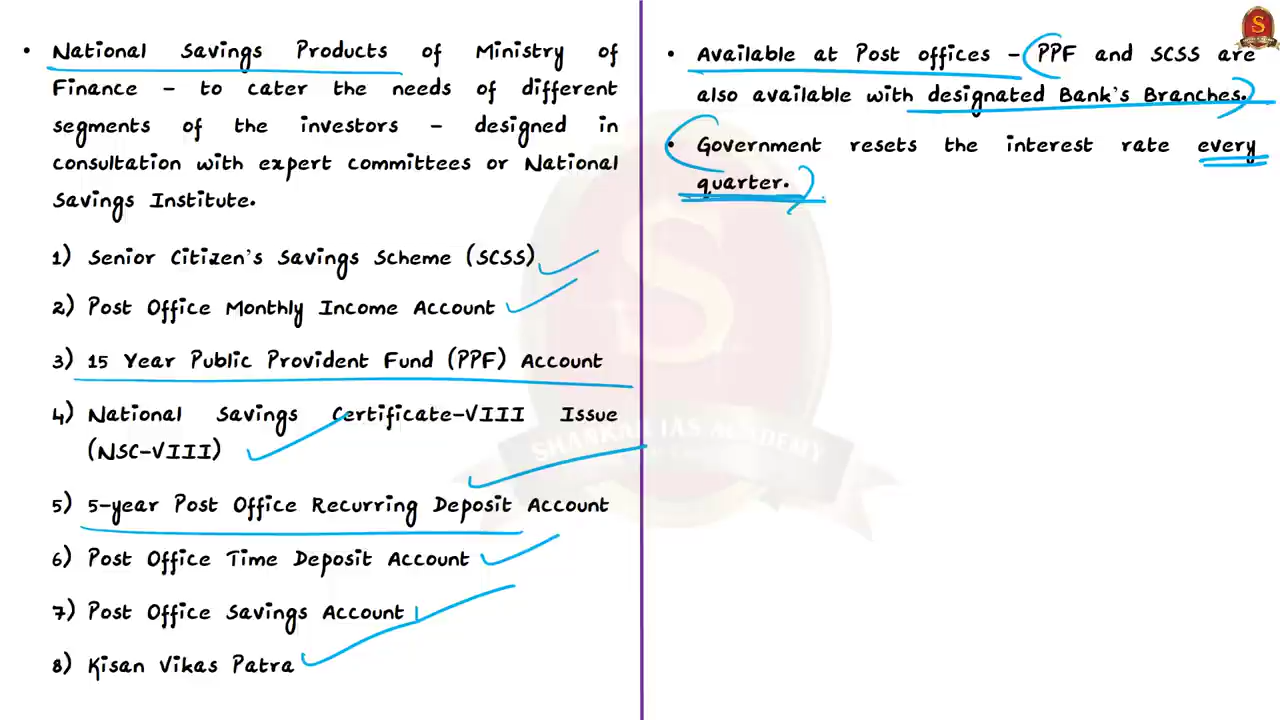 • National Savings Products of Ministry of
Finance – to cater the needs of different
segments of the investors – designed in
consultation with expert committees or National
Savings Institute.
1) Senior Citizen's Savings Scheme (SCSS)
2) Post Office Monthly Income Account
3) 15 Year Public Provident Fund (PPF) Account
4) National Savings Certificate-VIII Issue
(NSC-VIII)
5) 5-year Post Office Recurring Deposit Account
6) Post Office Time Deposit Account
7) Post Office Savings Account
8) Kisan Vikas Patra
• Available at Post offices – PPF and SCSS are
also available with designated Bank's Branches.
• Government resets the interest rate every
quarter.
S
SHANKAR IAS ACADEMY
S